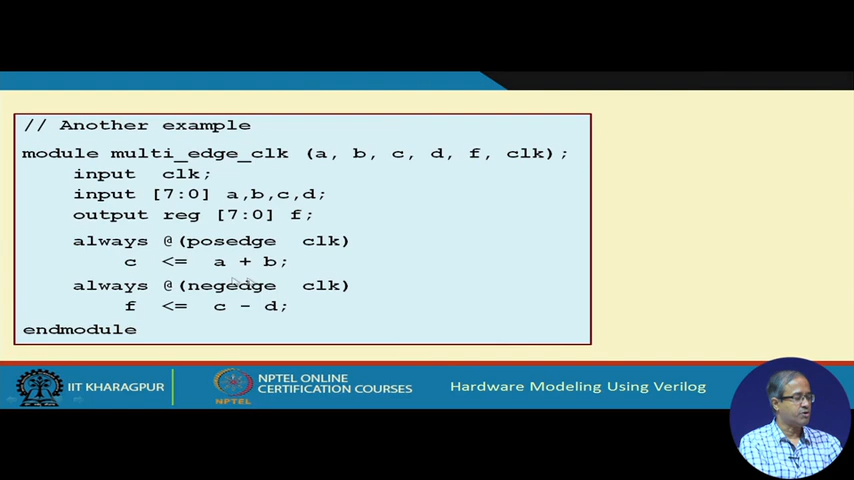 // Another example
module multi_edge_clk (a, b, c, d, f, clk);
input clk;
input [7:0] a,b,c,d;
output reg [7:0] f;
always @(posedge clk)
c <= a + b;
always @(negedge clk)
f <= c - d;
endmodule
IIT KHARAGPUR
NPTEL
NPTEL ONLINE
CERTIFICATION COURSES
Hardware Modeling Using Verilog